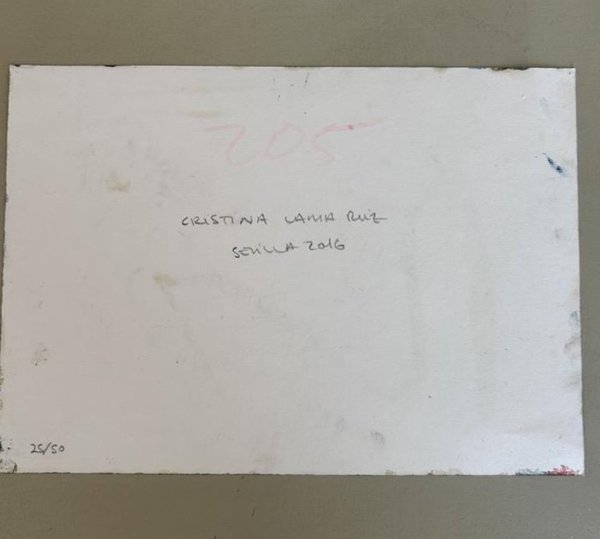 205
CRISTINA LAMA RUIZ
SEVILLA 2016
25/50